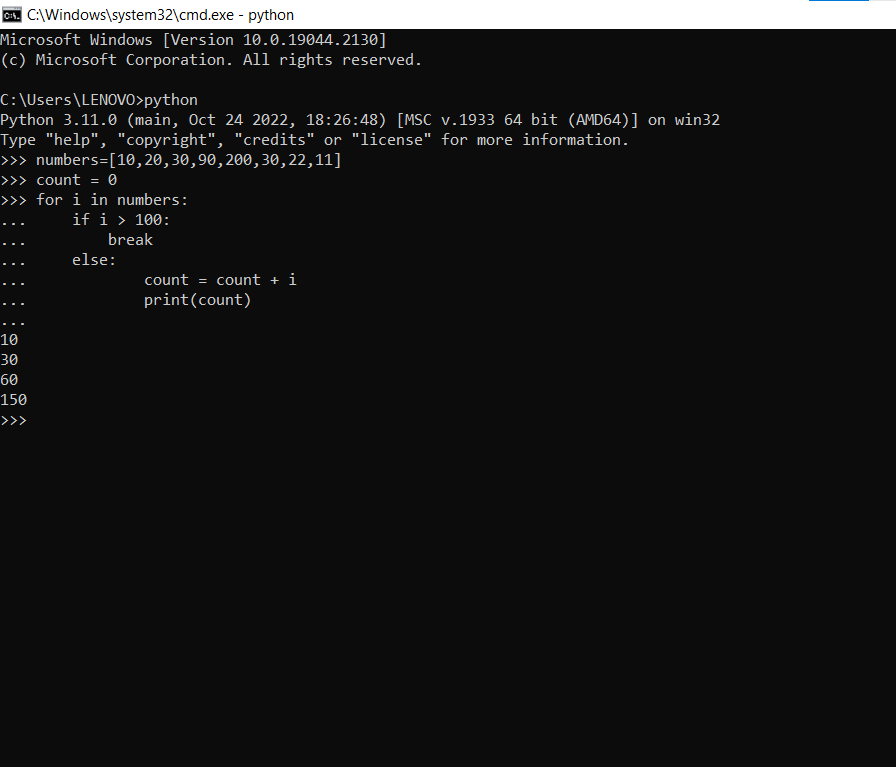 C:\Windows\system32\cmd.exe - python
Microsoft Windows [Version 10.0.19044.2130]
(c) Microsoft Corporation. All rights reserved.

C:\Users\LENOVO>python
Python 3.11.0 (main, Oct 24 2022, 18:26:48) [MSC v.1933 64 bit (AMD64)] on win32
Type "help", "copyright", "credits" or "license" for more information.
>>> numbers=[10,20,30,90,200,30,22,11]
>>> count = 0
>>> for i in numbers:
...     if i > 100:
...         break
...     else:
...             count = count + i
...             print(count)
...
10
30
60
150
>>>